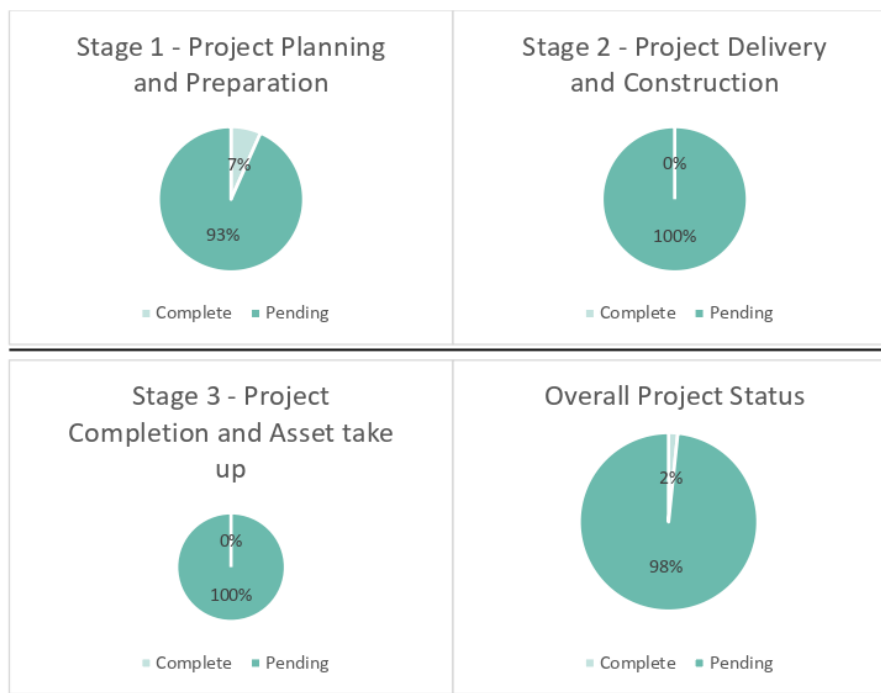 Stage 1 - Project Planning
and Preparation
7%
93%
Complete Pending
Stage 2 - Project Delivery
and Construction
0%
100%
Complete Pending
Stage 3 - Project
Completion and Asset take
up
0%
100%
Complete Pending
Overall Project Status
2%
98%
Complete Pending